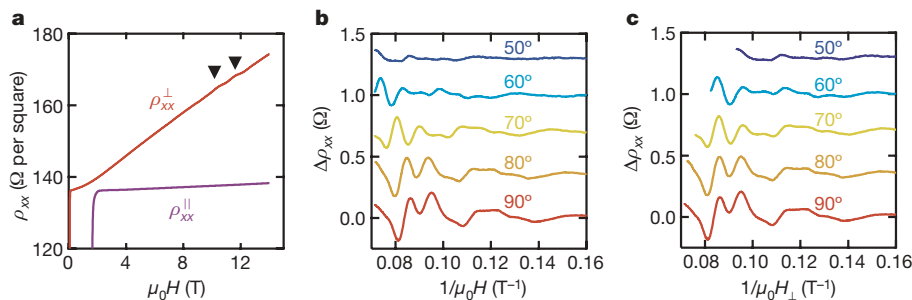 a
180
160
140
120
ρxx (Ω per square)
ρxx⊥
ρxx||
0 4 8 12
μ0H (T)
b
1.5
1.0
0.5
0.0
Δρxx (Ω)
50º
60º
70º
80º
90º
0.08 0.10 0.12 0.14 0.16
1/μ0H (T–1)
c
1.5
1.0
0.5
0.0
Δρxx (Ω)
50º
60º
70º
80º
90º
0.08 0.10 0.12 0.14 0.16
1/μ0H⊥ (T–1)